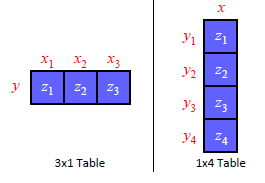 x₁ x₂ x₃
y z₁ z₂ z₃
3x1 Table
x
y₁ z₁
y₂ z₂
y₃ z₃
y₄ z₄
1x4 Table